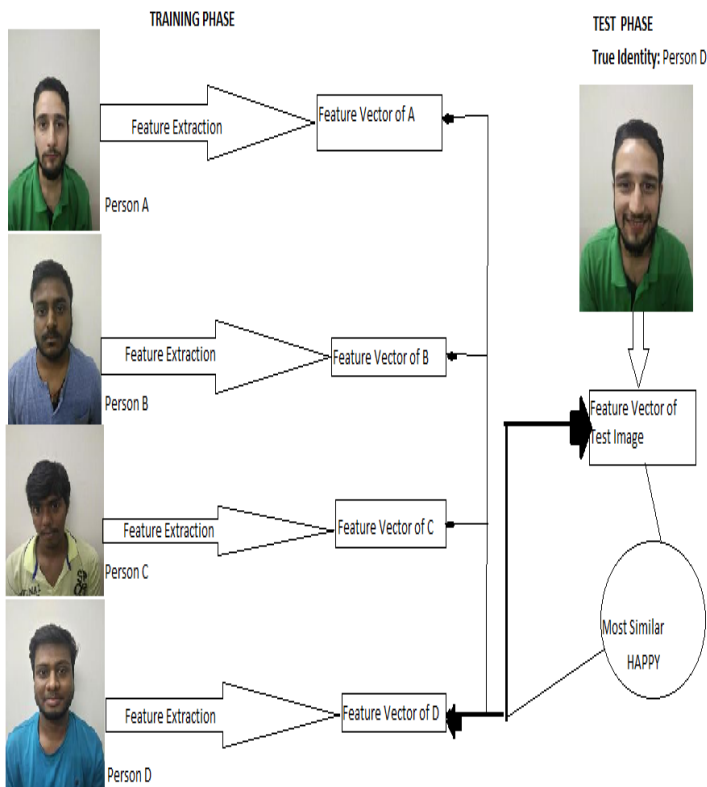 TRAINING PHASE
TEST PHASE
True Identity: Person D
Feature Extraction
Feature Vector of A
Person A
Feature Extraction
Feature Vector of B
Person B
Feature Vector of
Test Image
Feature Extraction
Feature Vector of C
Person C
Most Similar
HAPPY
Feature Extraction
Feature Vector of D
Person D